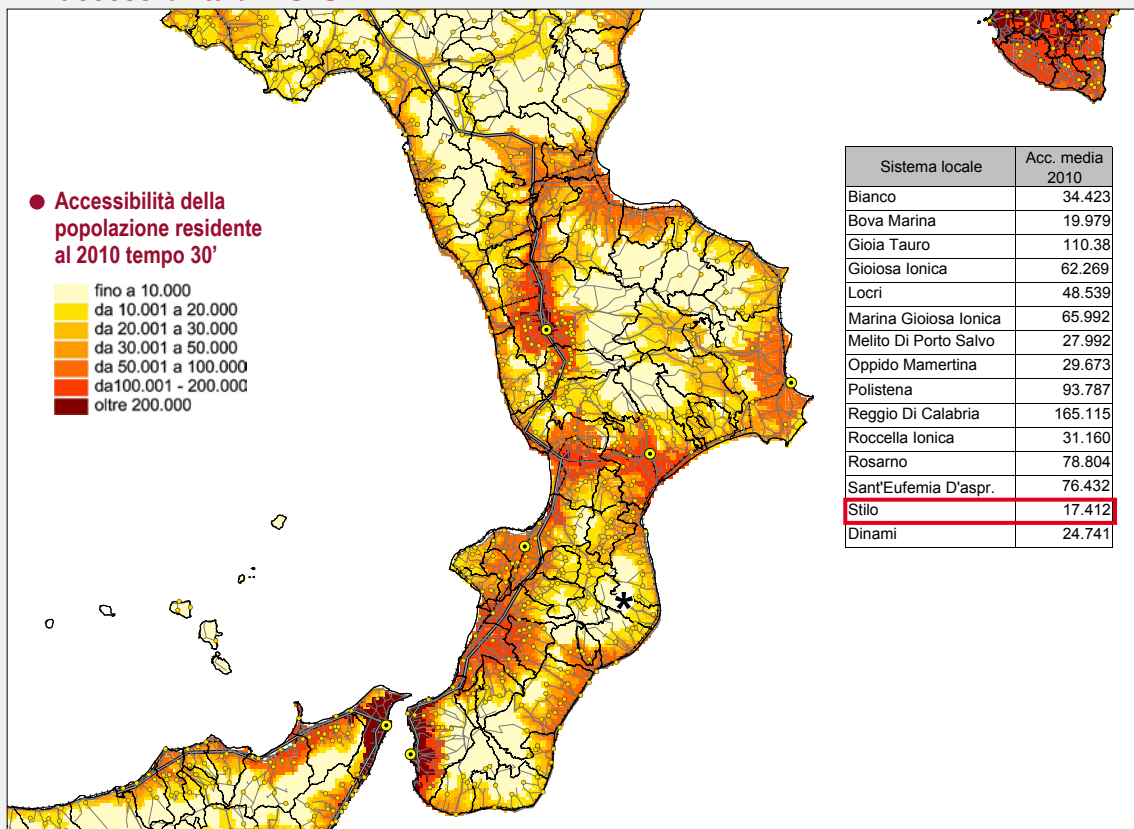 ● Accessibilità della
popolazione residente
al 2010 tempo 30'
fino a 10.000
da 10.001 a 20.000
da 20.001 a 30.000
da 30.001 a 50.000
da 50.001 a 100.000
da100.001 - 200.000
oltre 200.000
*
Sistema locale Acc. media
2010
Bianco 34.423
Bova Marina 19.979
Gioia Tauro 110.38
Gioiosa Ionica 62.269
Locri 48.539
Marina Gioiosa Ionica 65.992
Melito Di Porto Salvo 27.992
Oppido Mamertina 29.673
Polistena 93.787
Reggio Di Calabria 165.115
Roccella Ionica 31.160
Rosarno 78.804
Sant'Eufemia D'aspr. 76.432
Stilo 17.412
Dinami 24.741